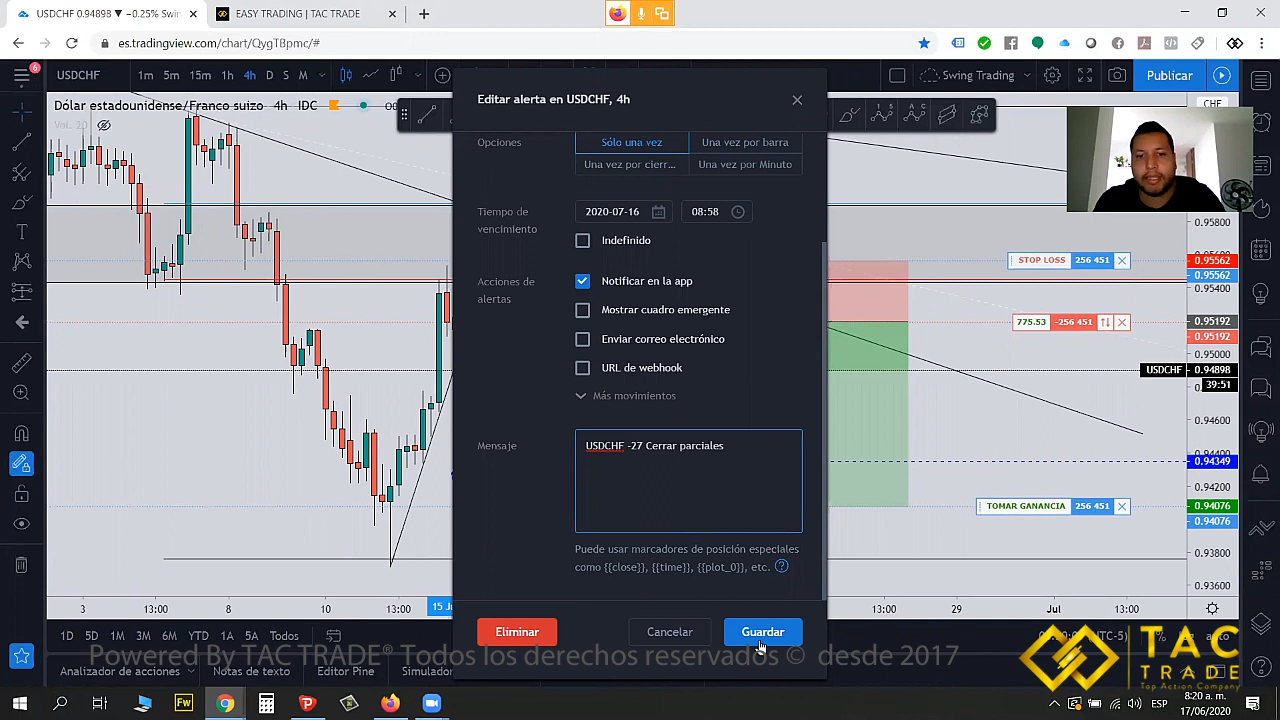 USDCHF 0.94898 ▼ −0.25% Swin
EASY TRADING | TAC TRADE
es.tradingview.com/chart/QygTBpmc/#
6
USDCHF
1m 5m 15m 1h 4h D S M
Swing Trading
Publicar
Dólar estadounidense/Franco suizo 4h IDC
Vol. 20
CHF
Editar alerta en USDCHF, 4h
Opciones
Sólo una vez
Una vez por barra
Una vez por cierr...
Una vez por Minuto
Tiempo de
vencimiento
2020-07-16
08:58
Indefinido
Acciones de
alertas
Notificar en la app
Mostrar cuadro emergente
Enviar correo electrónico
URL de webhook
Más movimientos
Mensaje
USDCHF -27 Cerrar parciales
Puede usar marcadores de posición especiales
como {{close}}, {{time}}, {{plot_0}}, etc.
Eliminar
Cancelar
Guardar
STOP LOSS 256 451
775.53 -256 451
TOMAR GANANCIA 256 451
0.95800
0.95562
0.95562
0.95400
0.95192
0.95192
0.95000
USDCHF 0.94898
39:51
0.94600
0.94349
0.94200
0.94076
0.94076
0.93800
0.93600
3 13:00 8 10 13:00 15 J
13:00 29 Jul 13:00
1D 5D 1M 3M 6M YTD 1A 5A Todos
Powered By TAC TRADE® Todos los derechos reservados © desde 2017
Análisis de acciones
Notas de texto
Editor Pine
Simulador
TAC
TRADE
Top Action Company
ESP
8:20 a. m.
17/06/2020